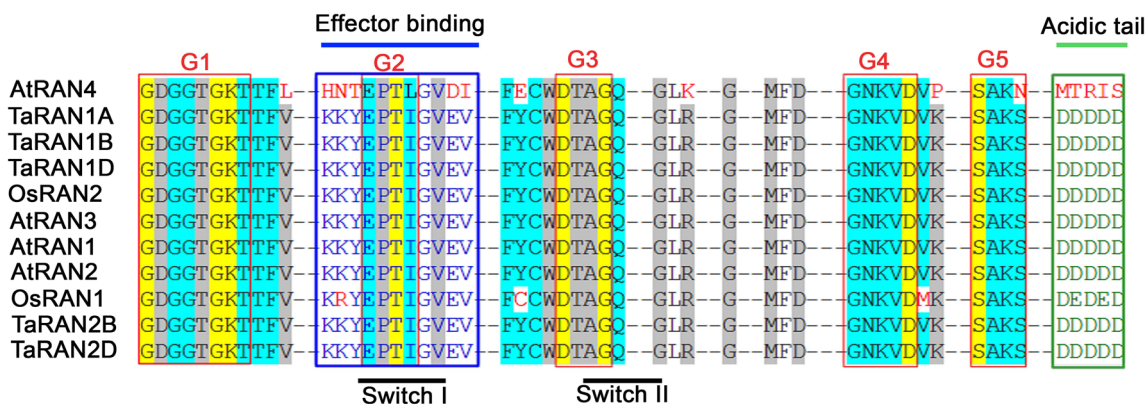 Effector binding Acidic tail
G1 G2 G3 G4 G5
AtRAN4 GDGGTGKTTFL--HNTEPTLGVDI--FECWDTAGQ--GLK--G--MFD---GNKVDVP--SAKN--MTRIS
TaRAN1A GDGGTGKTTFV--KKYEPTIGVEV--FYCWDTAGQ--GLR--G--MFD---GNKVDVK--SAKS--DDDDD
TaRAN1B GDGGTGKTTFV--KKYEPTIGVEV--FYCWDTAGQ--GLR--G--MFD---GNKVDVK--SAKS--DDDDD
TaRAN1D GDGGTGKTTFV--KKYEPTIGVEV--FYCWDTAGQ--GLR--G--MFD---GNKVDVK--SAKS--DDDDD
OsRAN2 GDGGTGKTTFV--KKYEPTIGVEV--FYCWDTAGQ--GLR--G--MFD---GNKVDVK--SAKS--DDDDD
AtRAN3 GDGGTGKTTFV--KKYEPTIGVEV--FYCWDTAGQ--GLR--G--MFD---GNKVDVK--SAKS--DDDDD
AtRAN1 GDGGTGKTTFV--KKYEPTIGVEV--FYCWDTAGQ--GLR--G--MFD---GNKVDVK--SAKS--DDDDD
AtRAN2 GDGGTGKTTFV--KKYEPTIGVEV--FYCWDTAGQ--GLR--G--MFD---GNKVDVK--SAKS--DDDDD
OsRAN1 GDGGTGKTTFV--KRYEPTIGVEV--FCCWDTAGQ--GLR--G--MFD---GNKVDMK--SAKS--DEDED
TaRAN2B GDGGTGKTTFV--KKYEPTIGVEV--FYCWDTAGQ--GLR--G--MFD---GNKVDVK--SAKS--DDDDD
TaRAN2D GDGGTGKTTFV--KKYEPTIGVEV--FYCWDTAGQ--GLR--G--MFD---GNKVDVK--SAKS--DDDDD
Switch I Switch II